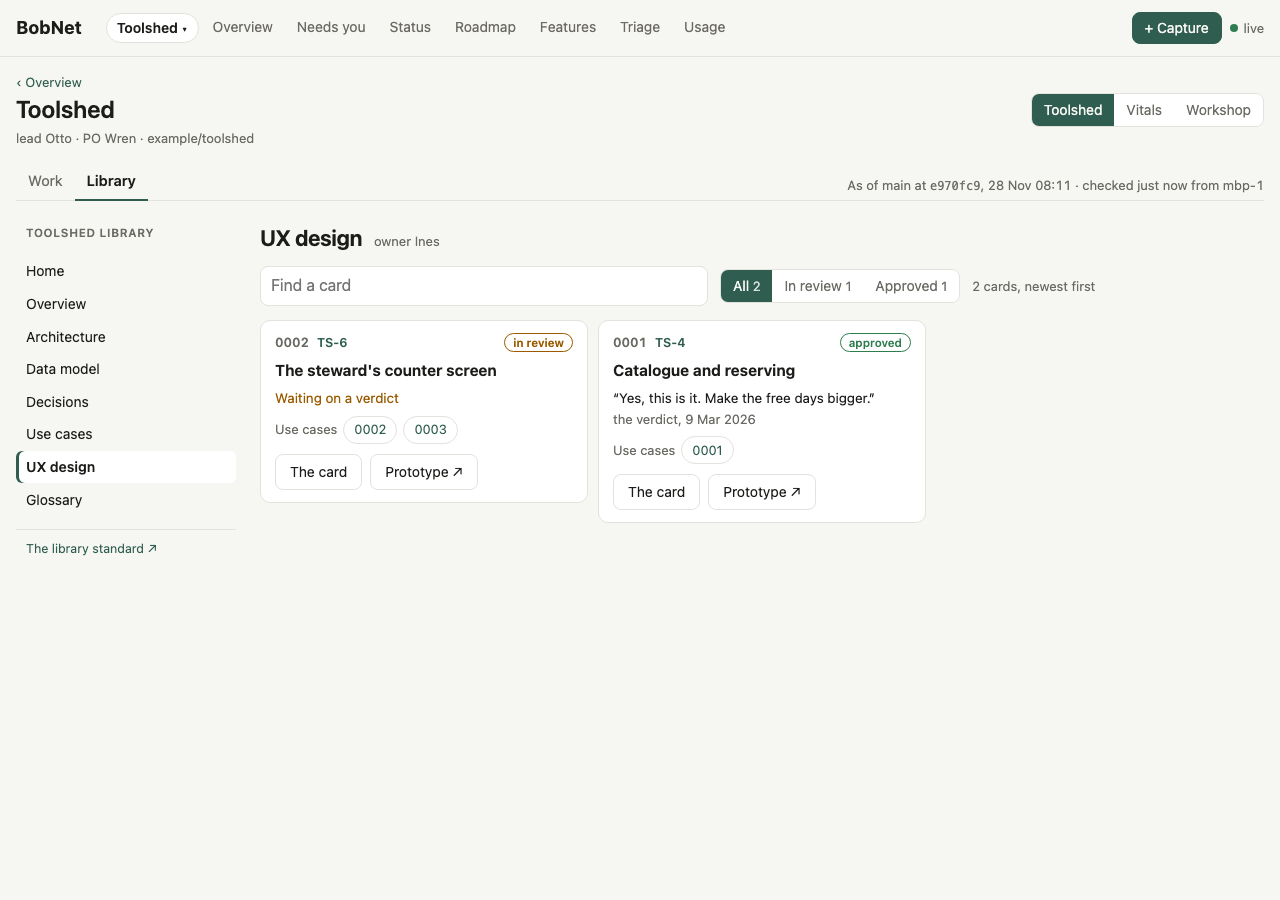 BobNet Toolshed ▾ Overview Needs you Status Roadmap Features Triage Usage + Capture live
‹ Overview
Toolshed
Toolshed Vitals Workshop
lead Otto · PO Wren · example/toolshed
Work Library
As of main at e970fc9, 28 Nov 08:11 · checked just now from mbp-1
TOOLSHED LIBRARY
Home
Overview
Architecture
Data model
Decisions
Use cases
UX design
Glossary
The library standard ↗
UX design owner Ines
Find a card
All 2 In review 1 Approved 1 2 cards, newest first
0002 TS-6 in review
The steward's counter screen
Waiting on a verdict
Use cases 0002 0003
The card Prototype ↗
0001 TS-4 approved
Catalogue and reserving
“Yes, this is it. Make the free days bigger.”
the verdict, 9 Mar 2026
Use cases 0001
The card Prototype ↗